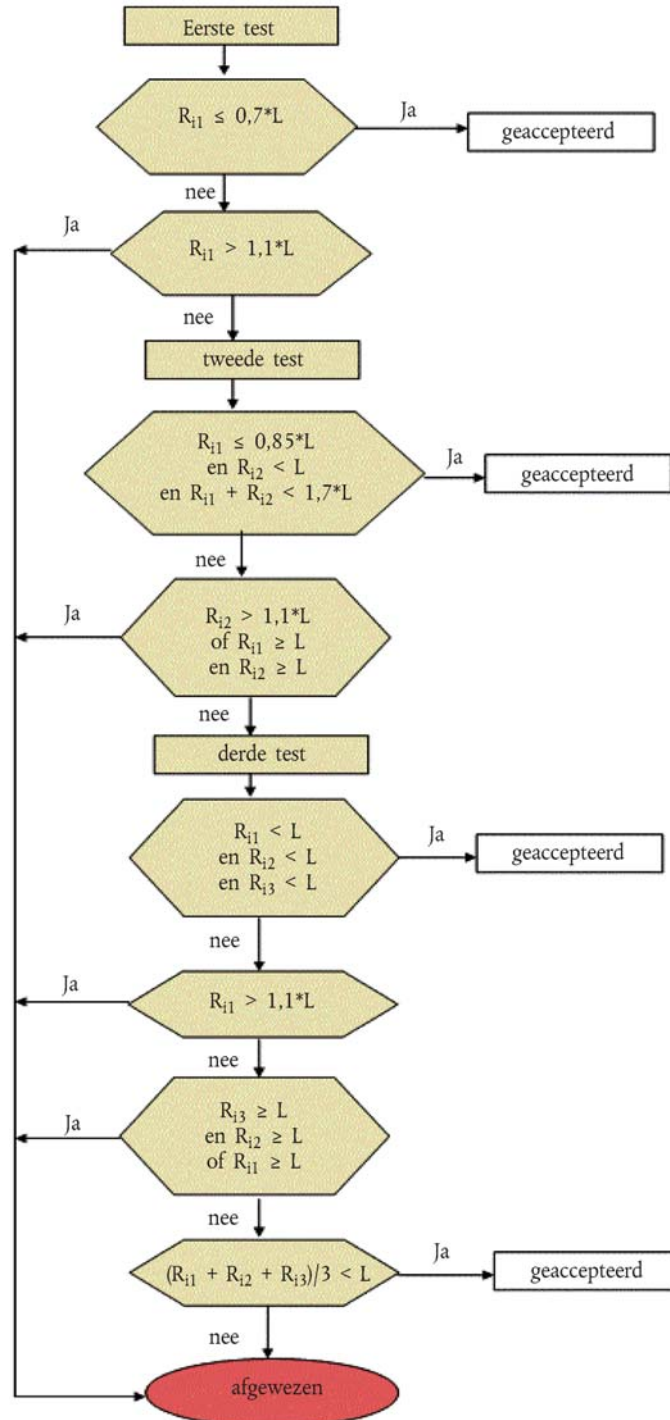 Eerste test
R_i1 ≤ 0,7*L
Ja
geaccepteerd
nee
Ja
R_i1 > 1,1*L
nee
tweede test
R_i1 ≤ 0,85*L
en R_i2 < L
en R_i1 + R_i2 < 1,7*L
Ja
geaccepteerd
nee
Ja
R_i2 > 1,1*L
of R_i1 ≥ L
en R_i2 ≥ L
nee
derde test
R_i1 < L
en R_i2 < L
en R_i3 < L
Ja
geaccepteerd
nee
Ja
R_i1 > 1,1*L
nee
Ja
R_i3 ≥ L
en R_i2 ≥ L
of R_i1 ≥ L
nee
(R_i1 + R_i2 + R_i3)/3 < L
Ja
geaccepteerd
nee
afgewezen